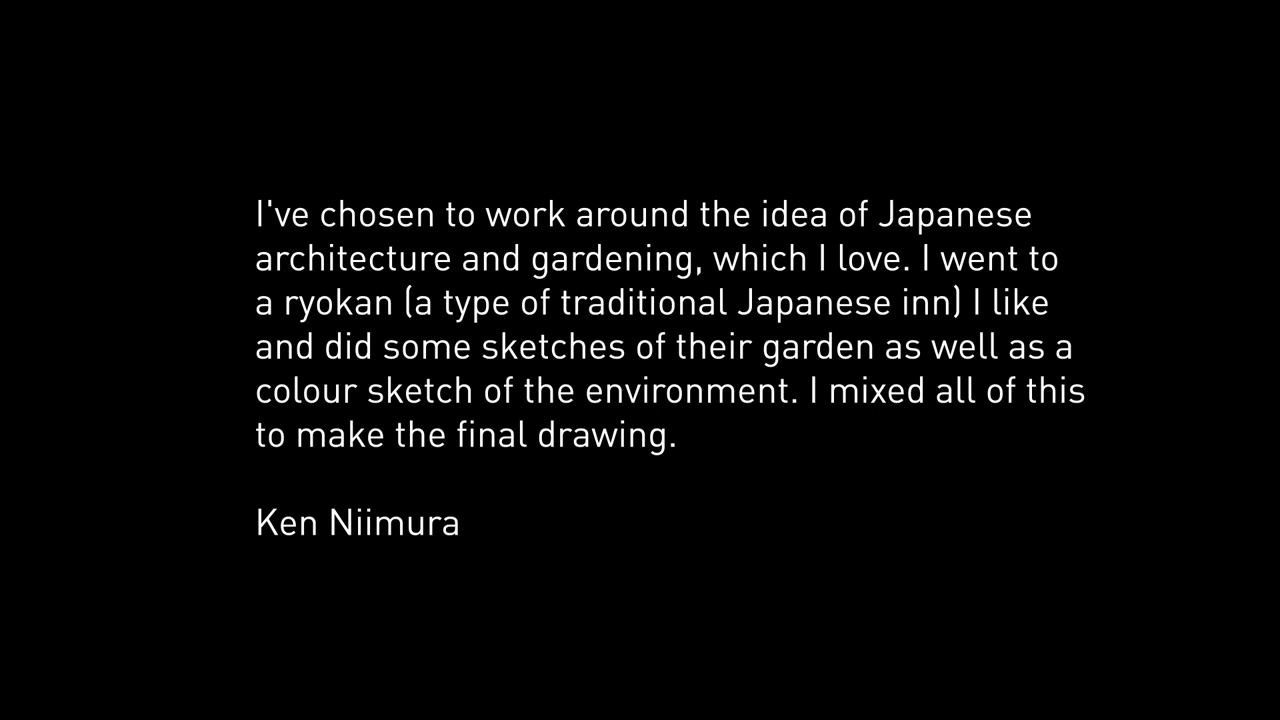 I've chosen to work around the idea of Japanese
architecture and gardening, which I love. I went to
a ryokan (a type of traditional Japanese inn) I like
and did some sketches of their garden as well as a
colour sketch of the environment. I mixed all of this
to make the final drawing.
Ken Niimura